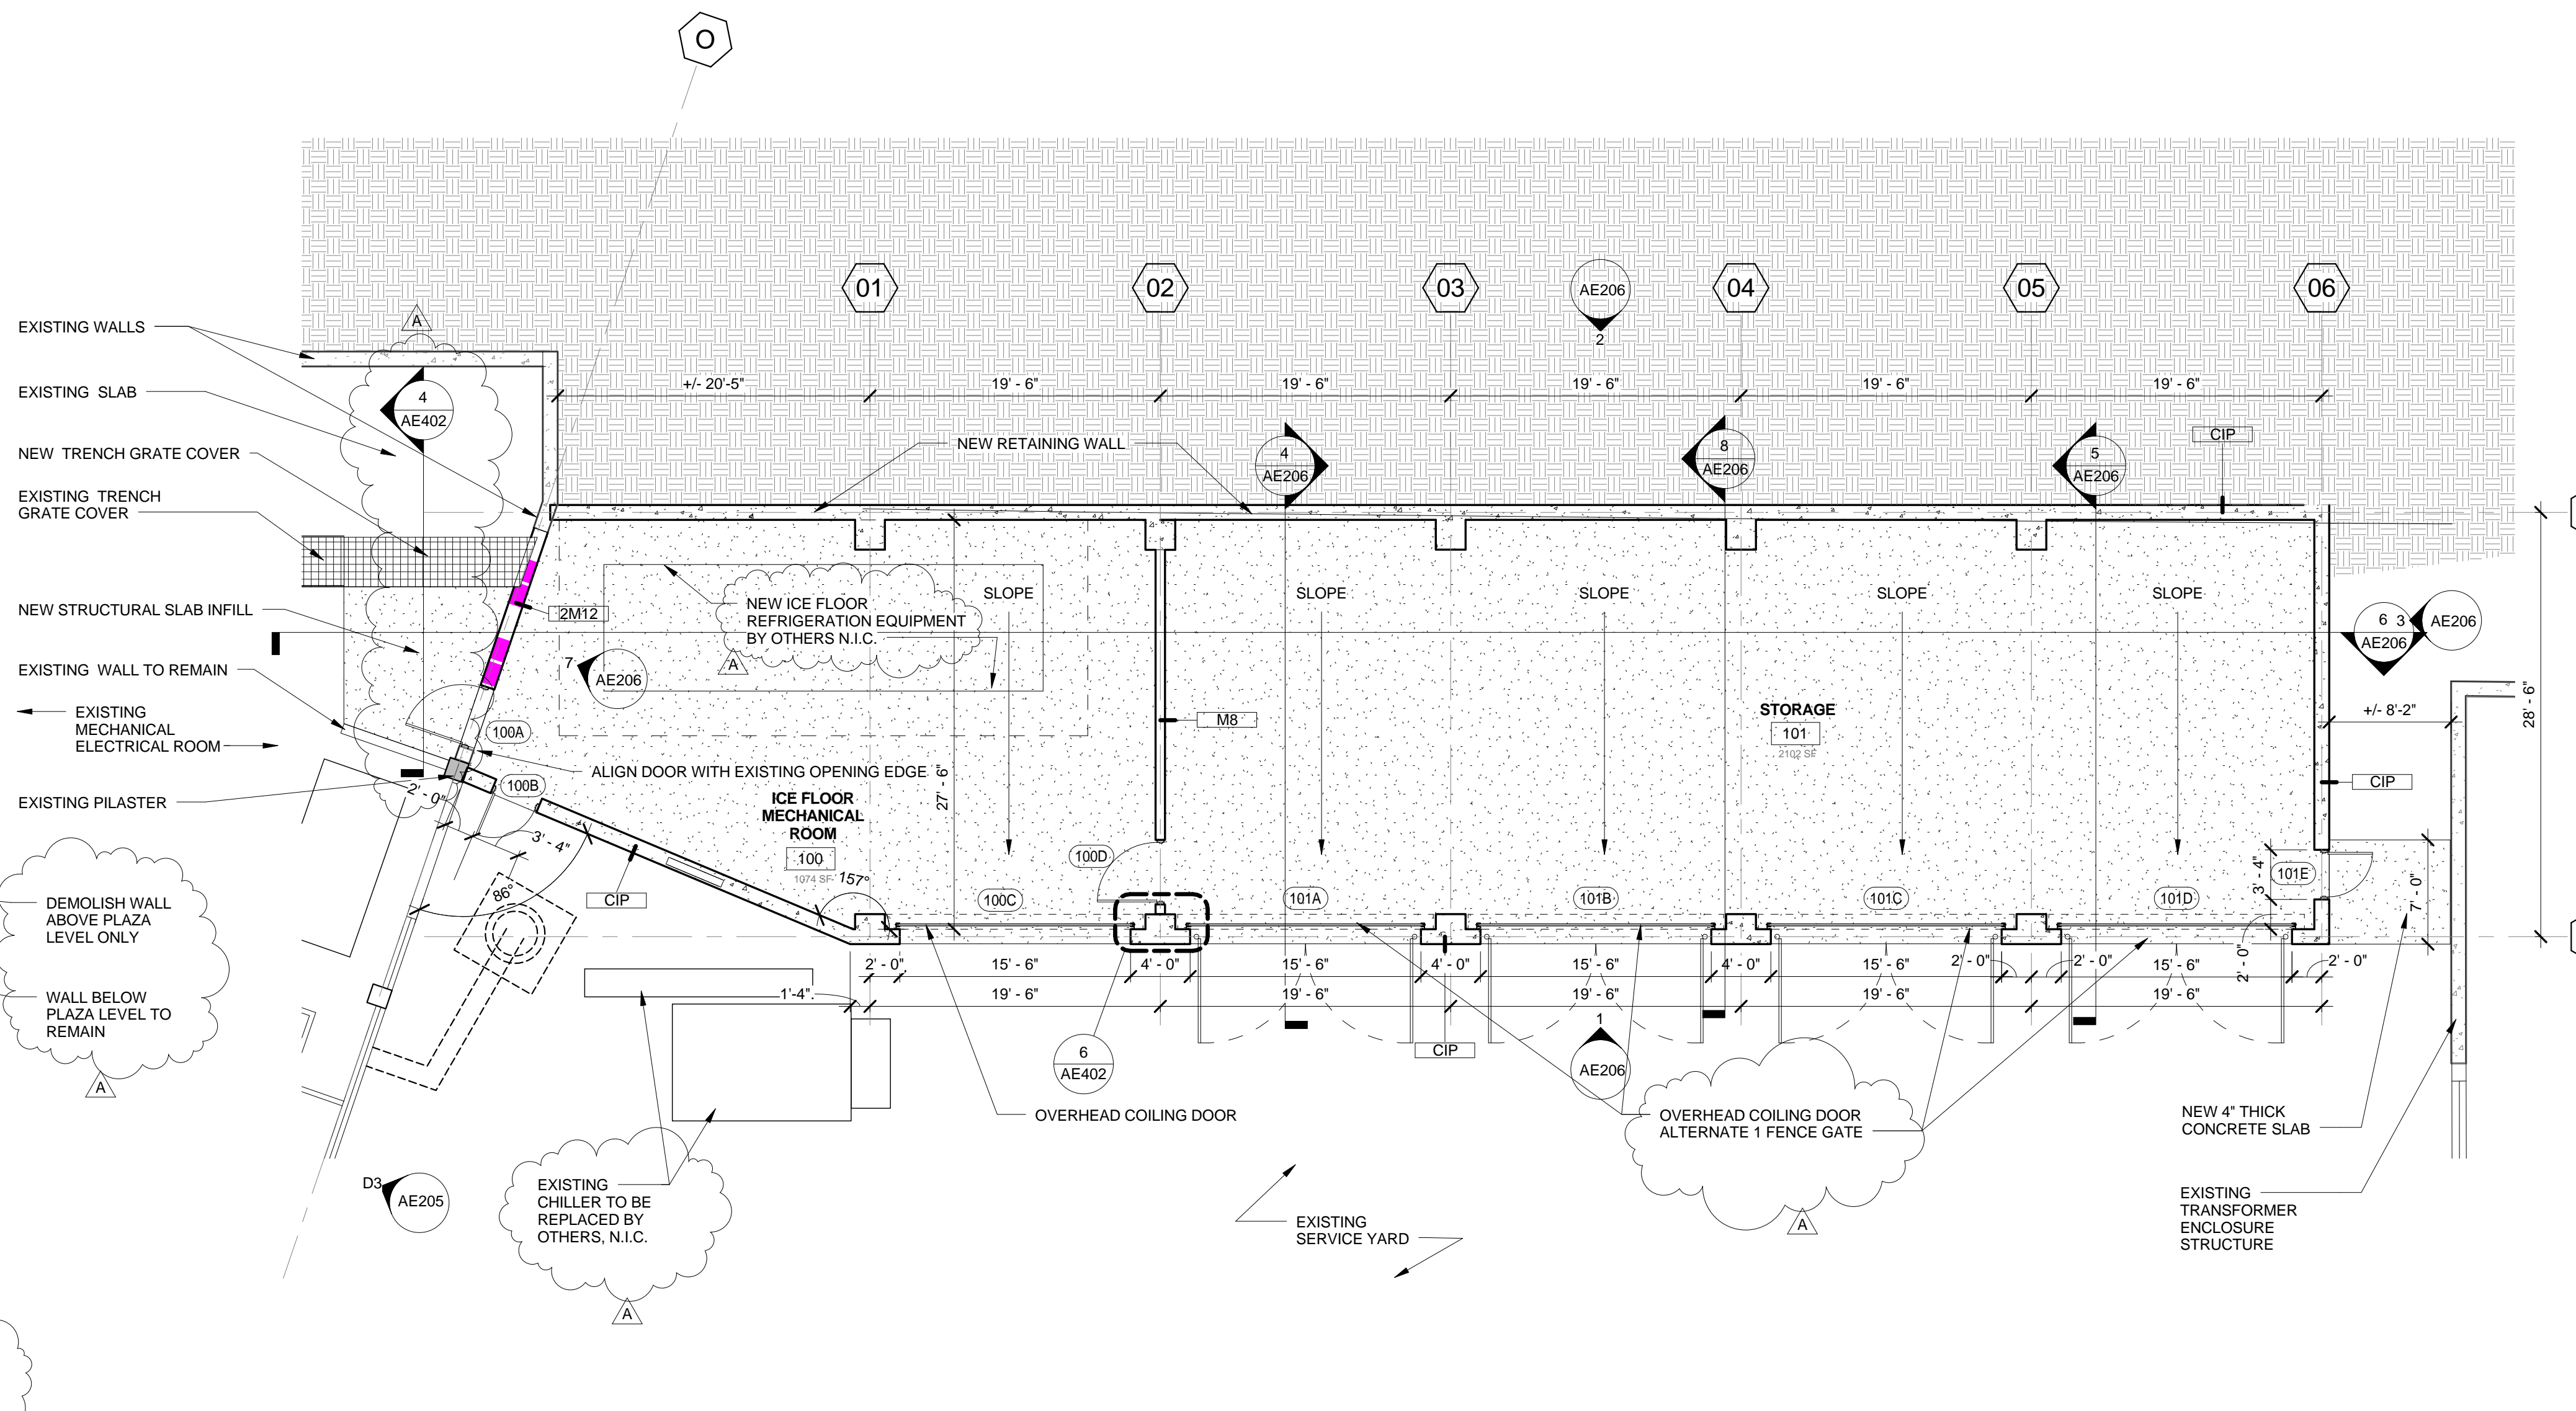 O
01
02
03
AE206
2
04
05
06
A
EXISTING WALLS
EXISTING SLAB
NEW TRENCH GRATE COVER
EXISTING TRENCH
GRATE COVER
NEW STRUCTURAL SLAB INFILL
EXISTING WALL TO REMAIN
EXISTING
MECHANICAL
ELECTRICAL ROOM
EXISTING PILASTER
4
AE402
+/- 20'-5"
19' - 6"
19' - 6"
19' - 6"
19' - 6"
19' - 6"
NEW RETAINING WALL
4
AE206
8
AE206
5
AE206
CIP
2M12
NEW ICE FLOOR
REFRIGERATION EQUIPMENT
BY OTHERS N.I.C.
A
SLOPE
SLOPE
SLOPE
SLOPE
SLOPE
7
AE206
6
AE206
3
AE206
M8
STORAGE
101
2102 SF
+/- 8'-2"
28' - 6"
100A
ALIGN DOOR WITH EXISTING OPENING EDGE
27' - 6"
100B
2' - 0"
3' - 4"
86°
ICE FLOOR
MECHANICAL
ROOM
100
1074 SF
157°
CIP
CIP
100D
100C
101A
101B
101C
101D
101E
3' - 4"
7' - 0"
2' - 0"
2' - 0"
15' - 6"
4' - 0"
15' - 6"
4' - 0"
15' - 6"
4' - 0"
15' - 6"
2' - 0"
2' - 0"
15' - 6"
2' - 0"
1'-4"
19' - 6"
19' - 6"
19' - 6"
19' - 6"
19' - 6"
DEMOLISH WALL
ABOVE PLAZA
LEVEL ONLY
WALL BELOW
PLAZA LEVEL TO
REMAIN
A
6
AE402
CIP
1
AE206
OVERHEAD COILING DOOR
OVERHEAD COILING DOOR
ALTERNATE 1 FENCE GATE
A
NEW 4" THICK
CONCRETE SLAB
EXISTING
TRANSFORMER
ENCLOSURE
STRUCTURE
D3
AE205
EXISTING
CHILLER TO BE
REPLACED BY
OTHERS, N.I.C.
A
EXISTING
SERVICE YARD